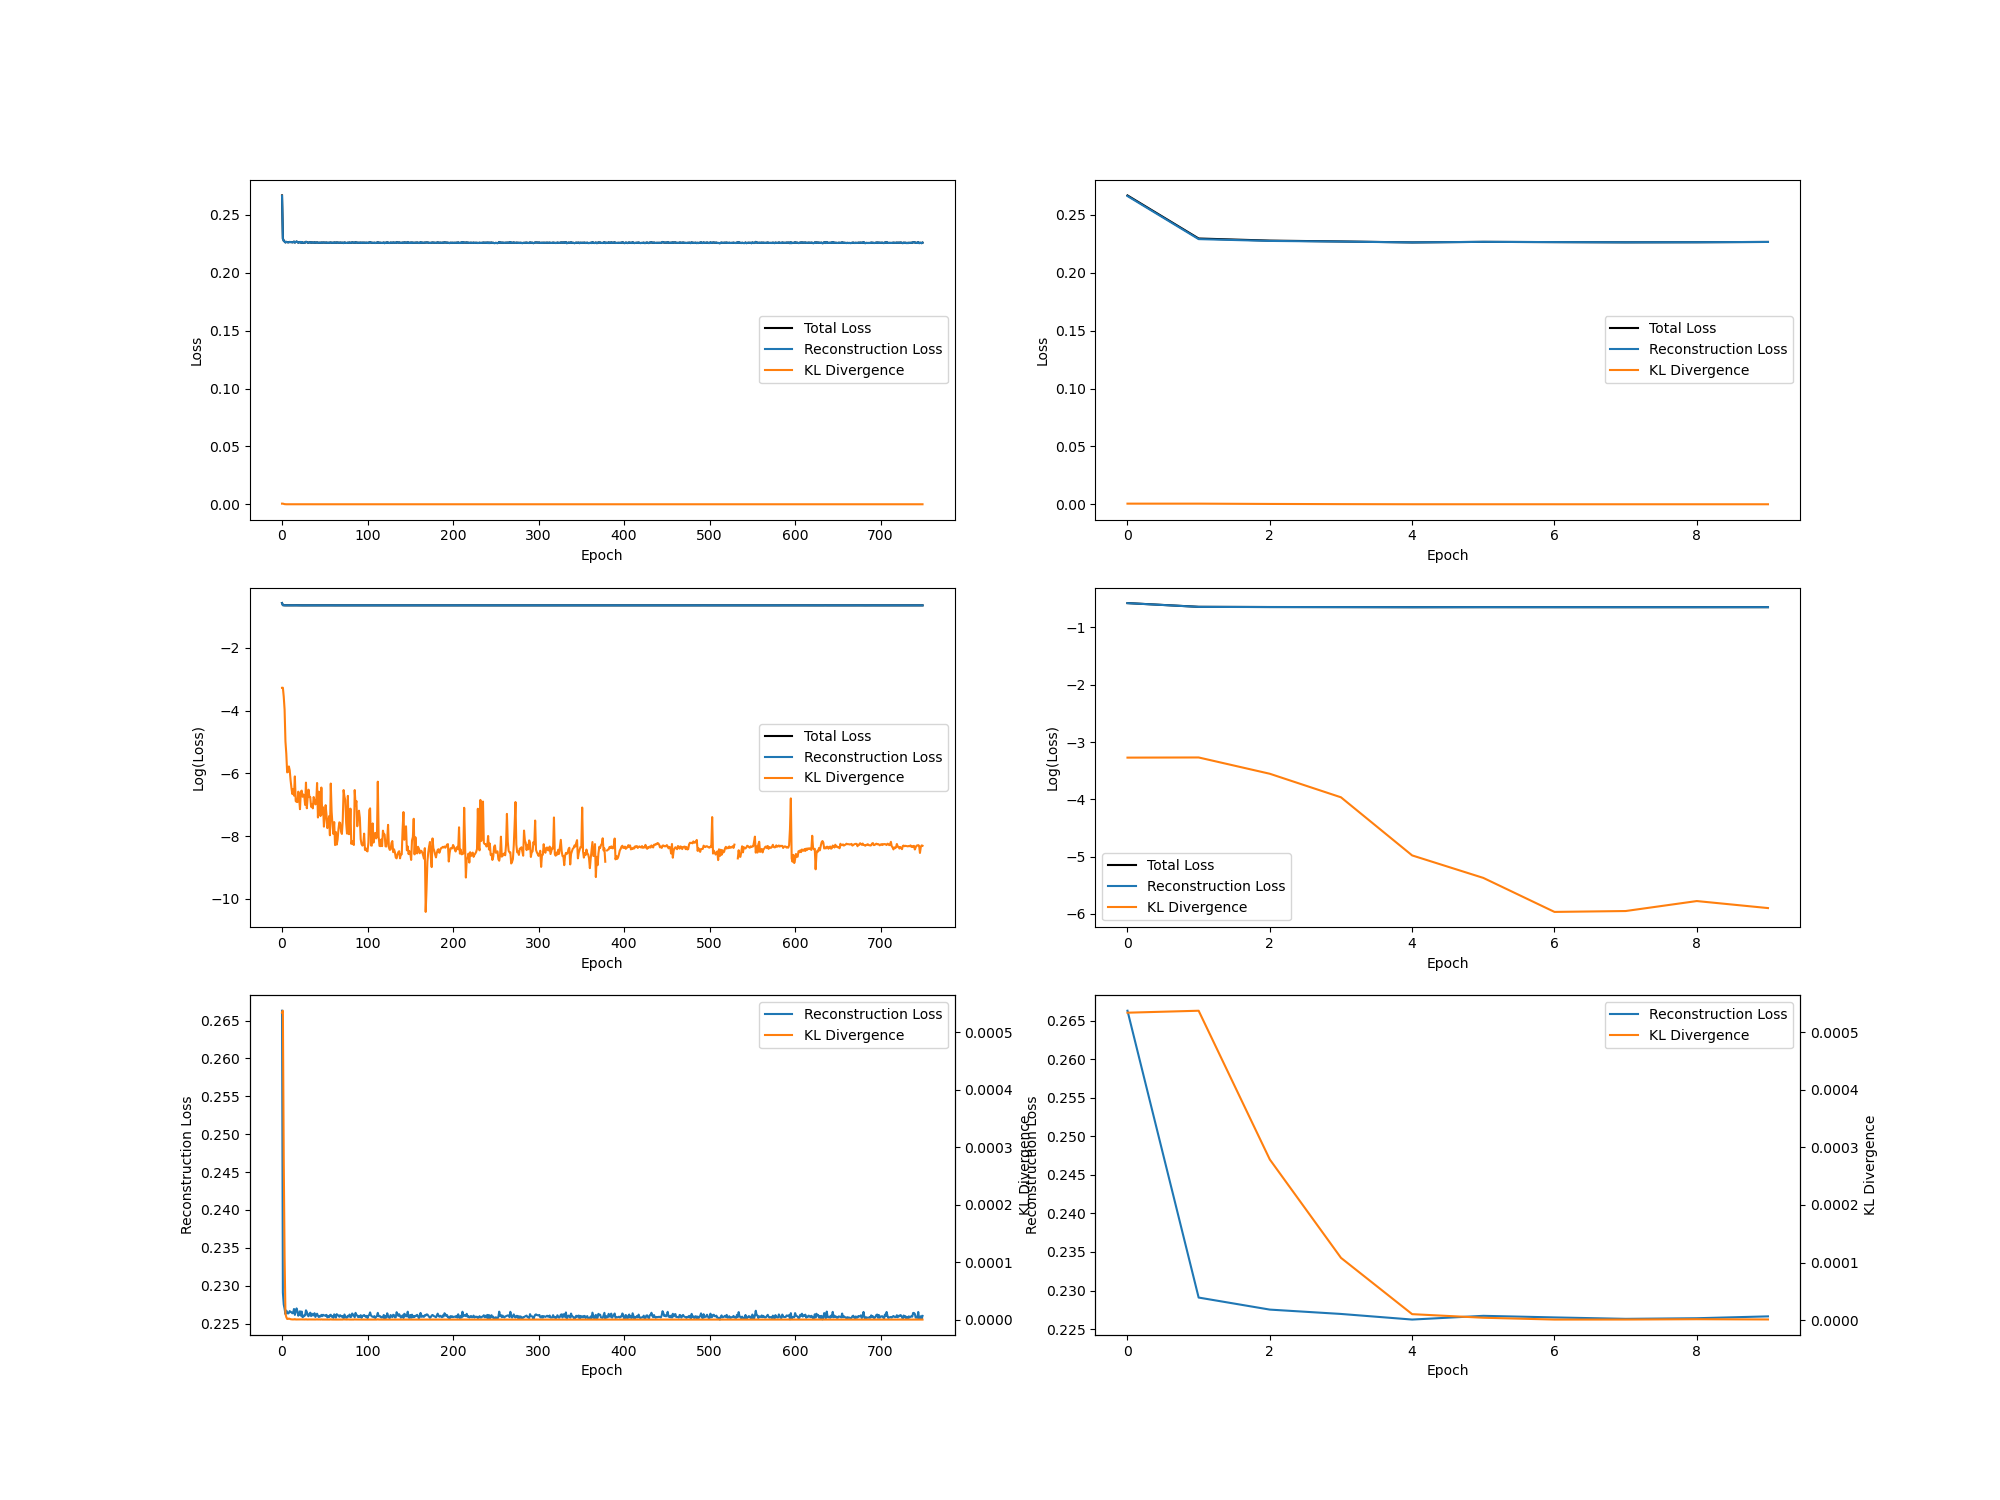 0.25
0.20
0.15
0.10
0.05
0.00
Loss
0 100 200 300 400 500 600 700
Epoch
Total Loss
Reconstruction Loss
KL Divergence
0.25
0.20
0.15
0.10
0.05
0.00
Loss
0 2 4 6 8
Epoch
Total Loss
Reconstruction Loss
KL Divergence
−2
−4
−6
−8
−10
Log(Loss)
0 100 200 300 400 500 600 700
Epoch
Total Loss
Reconstruction Loss
KL Divergence
−1
−2
−3
−4
−5
−6
Log(Loss)
0 2 4 6 8
Epoch
Total Loss
Reconstruction Loss
KL Divergence
0.265
0.260
0.255
0.250
0.245
0.240
0.235
0.230
0.225
Reconstruction Loss
0 100 200 300 400 500 600 700
Epoch
Reconstruction Loss
KL Divergence
0.0005
0.0004
0.0003
0.0002
0.0001
0.0000
KL Divergence
0.265
0.260
0.255
0.250
0.245
0.240
0.235
0.230
0.225
Reconstruction Loss
0 2 4 6 8
Epoch
Reconstruction Loss
KL Divergence
0.0005
0.0004
0.0003
0.0002
0.0001
0.0000
KL Divergence